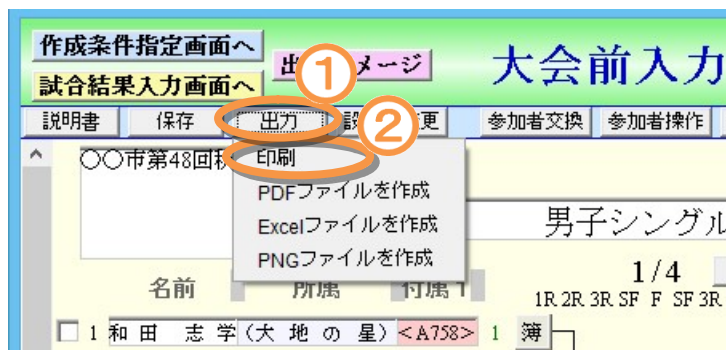 作成条件指定画面へ
試合結果入力画面へ
メージ
大会前入力
説明書 保存 出力 参加者交換 参加者操作
①
②
〇〇市第48回
印刷
PDFファイルを作成
Excelファイルを作成
PNGファイルを作成
男子シングル
1/4
名前 所属 付属1
1R 2R 3R SF F SF 3R
1 和田 志学 (大地の星) <A758> 1 簿